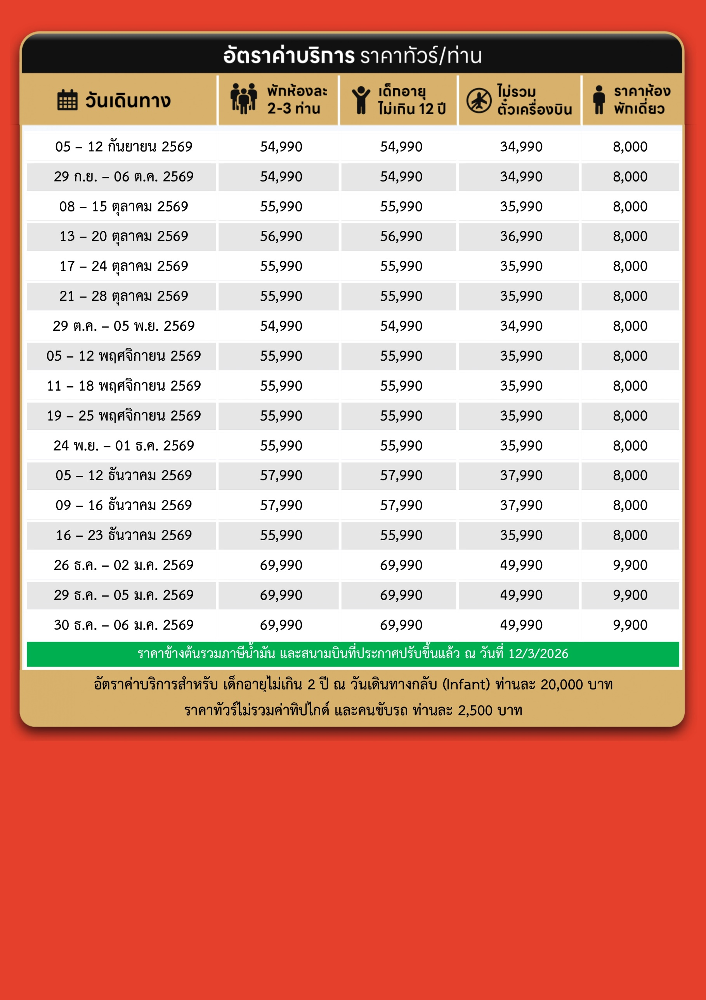 อัตราค่าบริการ ราคาทัวร์/ท่าน
วันเดินทาง พักห้องละ 2-3 ท่าน เด็กอายุ ไม่เกิน 12 ปี ไม่รวม ตั๋วเครื่องบิน ราคาห้อง พักเดี่ยว
05 – 12 กันยายน 2569 54,990 54,990 34,990 8,000
29 ก.ย. – 06 ต.ค. 2569 54,990 54,990 34,990 8,000
08 – 15 ตุลาคม 2569 55,990 55,990 35,990 8,000
13 – 20 ตุลาคม 2569 56,990 56,990 36,990 8,000
17 – 24 ตุลาคม 2569 55,990 55,990 35,990 8,000
21 – 28 ตุลาคม 2569 55,990 55,990 35,990 8,000
29 ต.ค. – 05 พ.ย. 2569 54,990 54,990 34,990 8,000
05 – 12 พฤศจิกายน 2569 55,990 55,990 35,990 8,000
11 – 18 พฤศจิกายน 2569 55,990 55,990 35,990 8,000
19 – 25 พฤศจิกายน 2569 55,990 55,990 35,990 8,000
24 พ.ย. – 01 ธ.ค. 2569 55,990 55,990 35,990 8,000
05 – 12 ธันวาคม 2569 57,990 57,990 37,990 8,000
09 – 16 ธันวาคม 2569 57,990 57,990 37,990 8,000
16 – 23 ธันวาคม 2569 55,990 55,990 35,990 8,000
26 ธ.ค. – 02 ม.ค. 2569 69,990 69,990 49,990 9,900
29 ธ.ค. – 05 ม.ค. 2569 69,990 69,990 49,990 9,900
30 ธ.ค. – 06 ม.ค. 2569 69,990 69,990 49,990 9,900
ราคาข้างต้นรวมภาษีน้ำมัน และสนามบินที่ประกาศปรับขึ้นแล้ว ณ วันที่ 12/3/2026
อัตราค่าบริการสำหรับ เด็กอายุไม่เกิน 2 ปี ณ วันเดินทางกลับ (Infant) ท่านละ 20,000 บาท
ราคาทัวร์ไม่รวมค่าทิปไกด์ และคนขับรถ ท่านละ 2,500 บาท